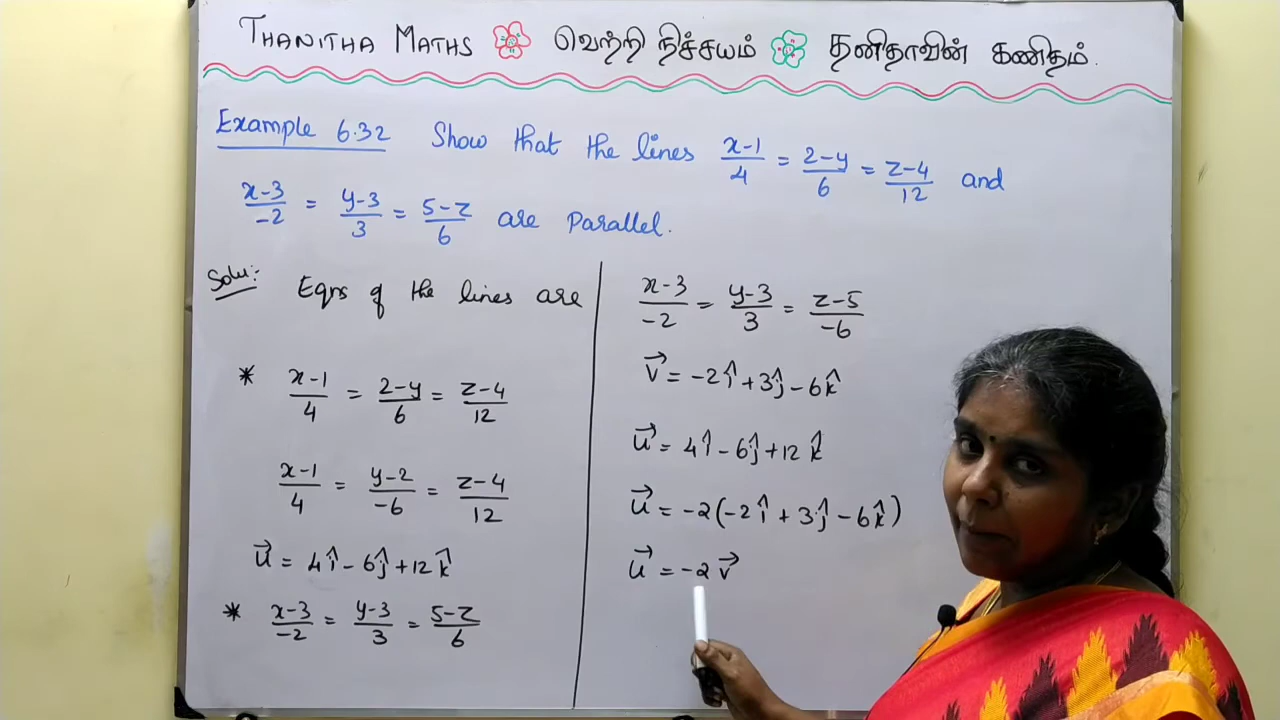 THANITHA MATHS வெற்றி நிச்சயம் தனிதாவின் கணிதம்.
Example 6.32 Show that the lines x-1/4 = 2-y/6 = z-4/12 and
x-3/-2 = y-3/3 = 5-z/6 are Parallel.
Solu:- Eqns of the lines are
* x-1/4 = 2-y/6 = z-4/12
x-1/4 = y-2/-6 = z-4/12
u⃗ = 4î - 6ĵ + 12k⃗
* x-3/-2 = y-3/3 = 5-z/6
x-3/-2 = y-3/3 = z-5/-6
v⃗ = -2î + 3ĵ - 6k̂
u⃗ = 4î - 6ĵ + 12k̂
u⃗ = -2(-2î + 3ĵ - 6k̂)
u⃗ = -2v⃗